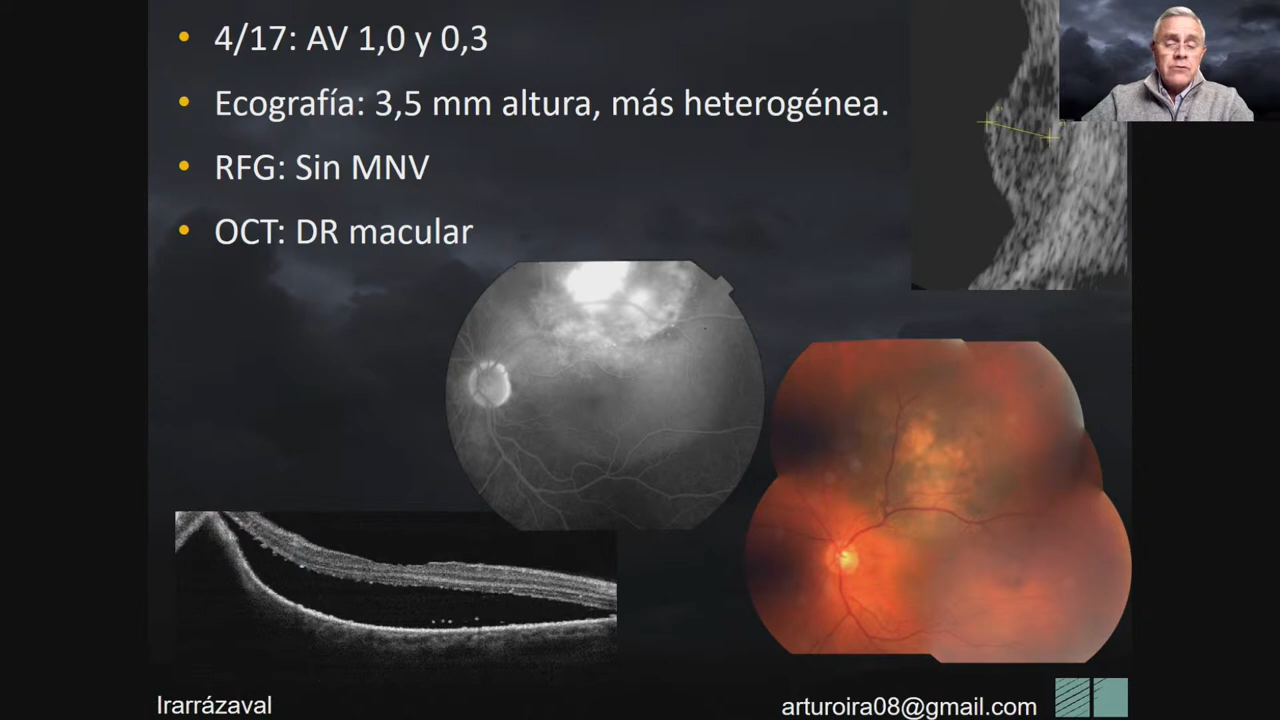 • 4/17: AV 1,0 y 0,3
• Ecografía: 3,5 mm altura, más heterogénea.
• RFG: Sin MNV
• OCT: DR macular
Irarrázaval
arturoira08@gmail.com